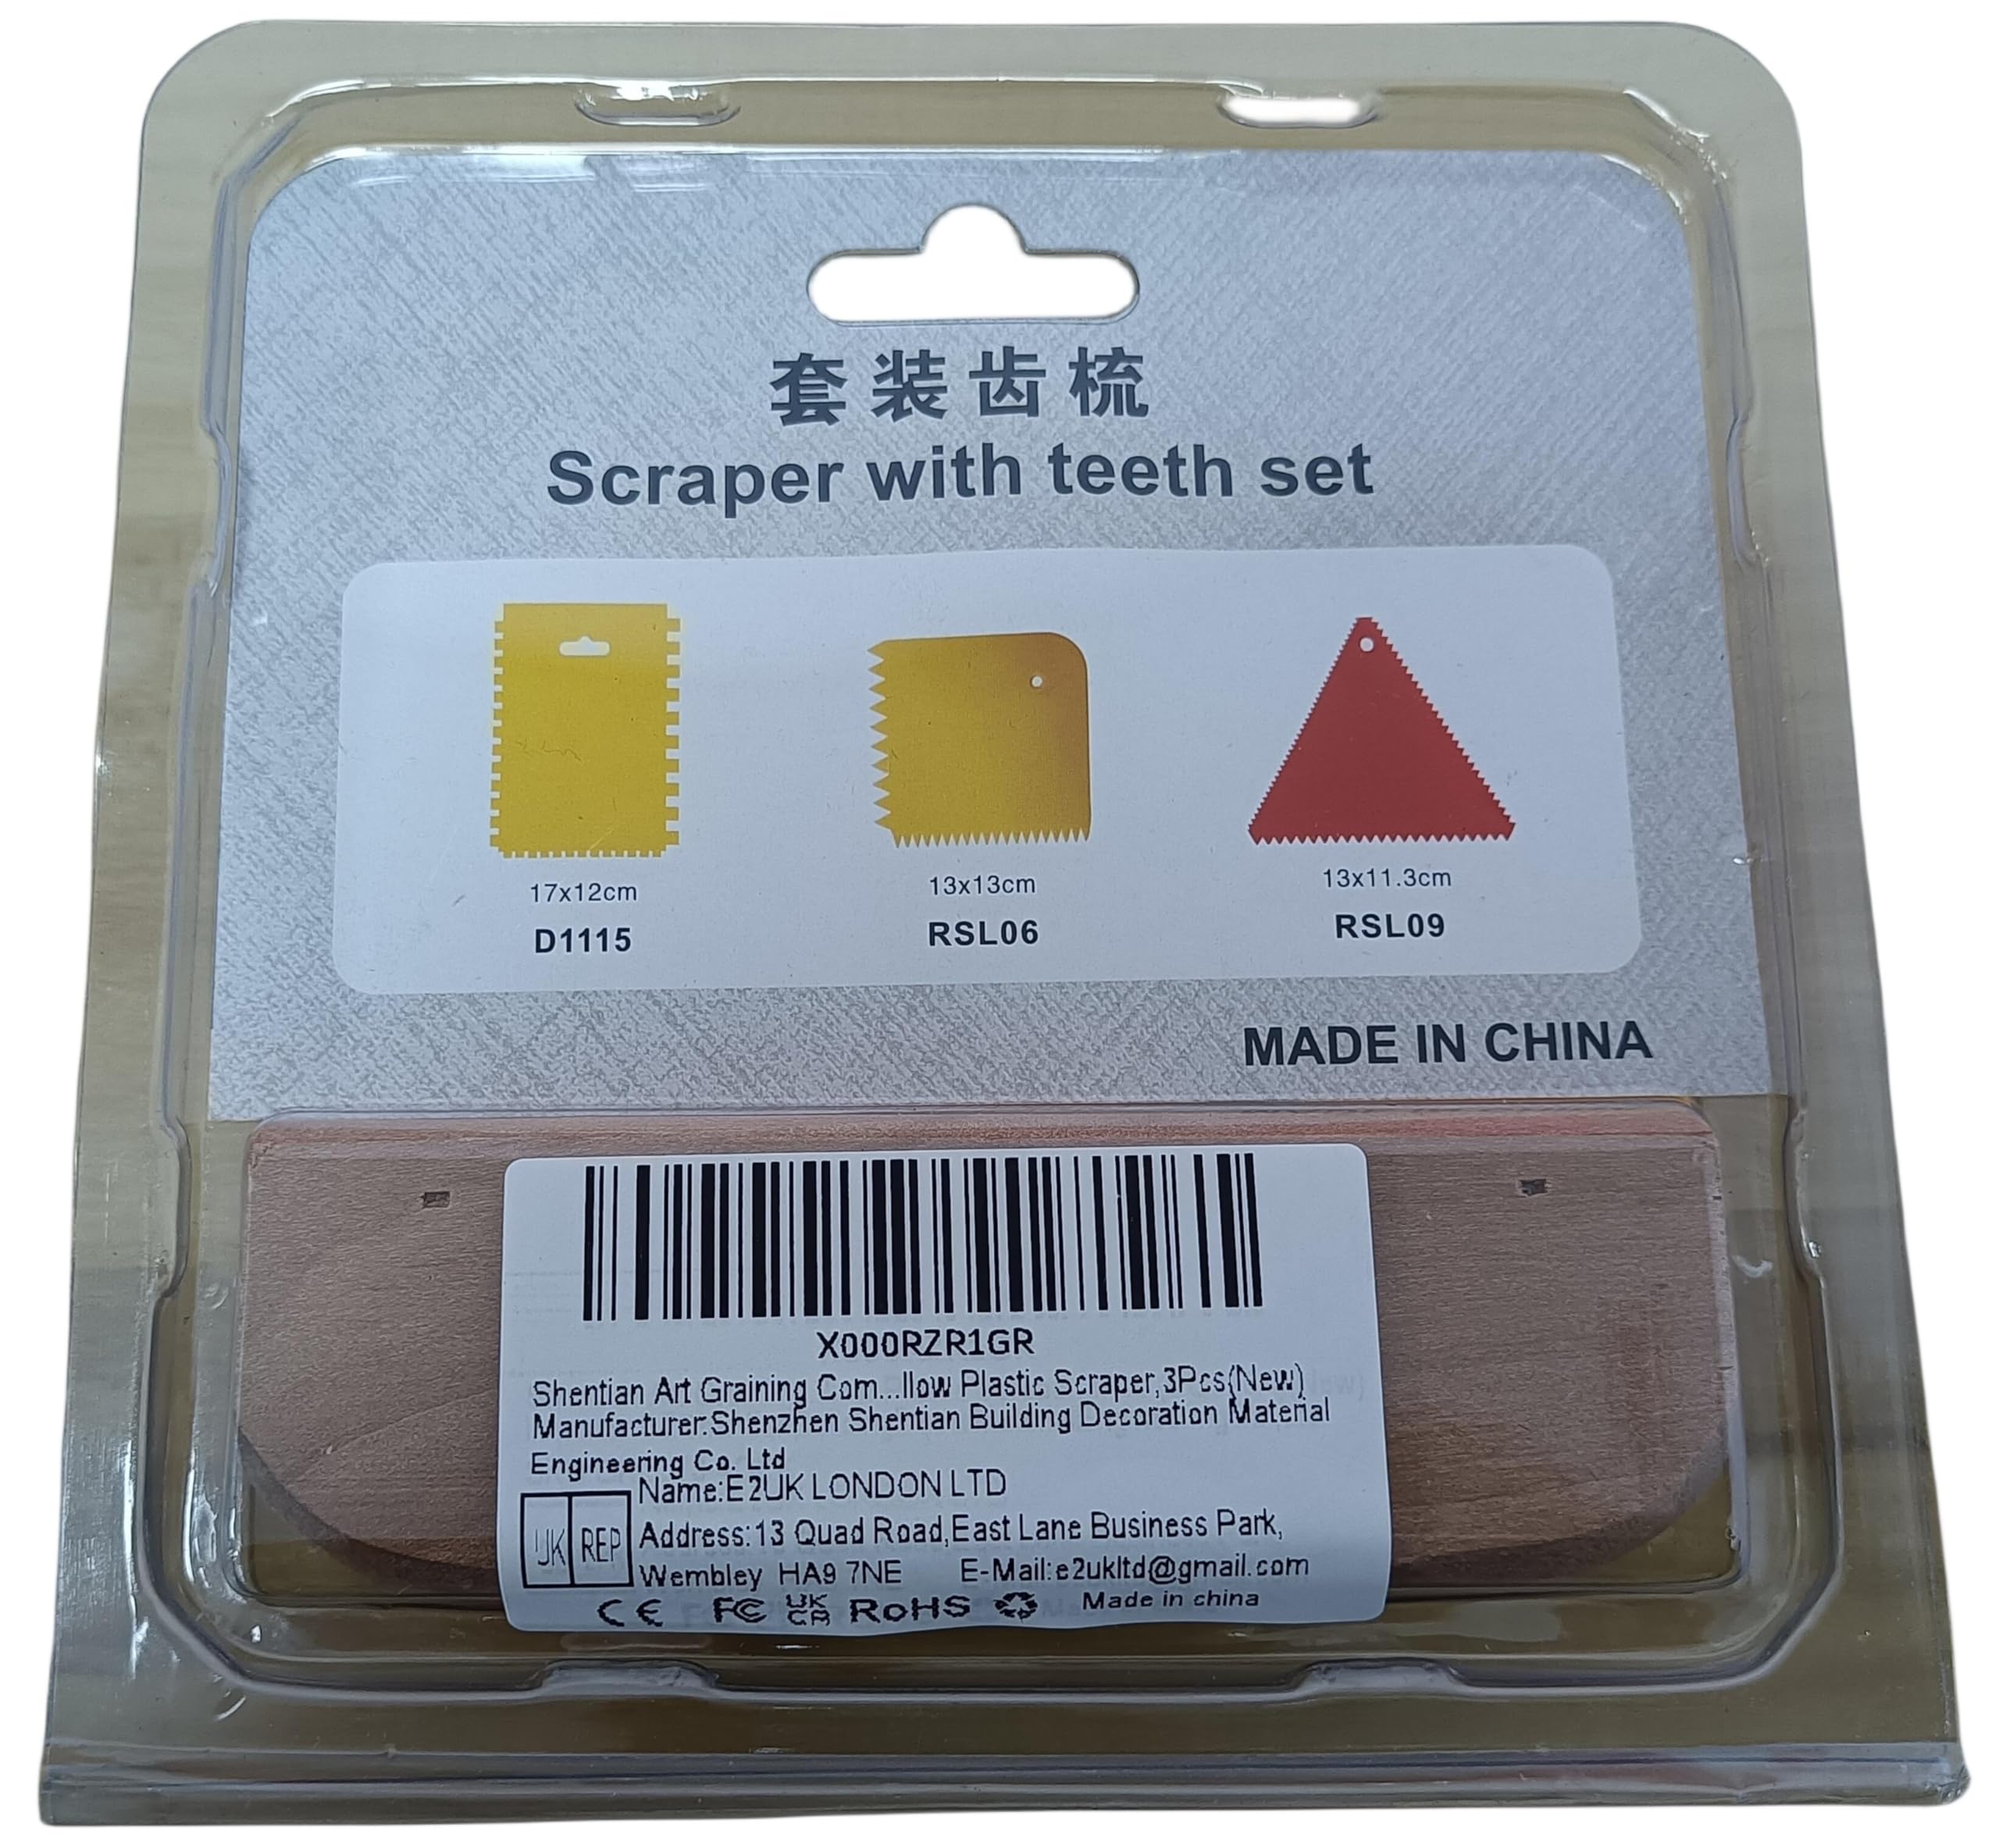 套装齿梳
Scraper with teeth set
17x12cm
D1115
13x13cm
RSL06
13x11.3cm
RSL09
MADE IN CHINA
X000RZR1GR
Shentian Art Graining Com...llow Plastic Scraper,3Pcs(New)
Manufacturer:Shenzhen Shentian Building Decoration Material
Engineering Co. Ltd
UK REP
Name:E2UK LONDON LTD
Address:13 Quad Road,East Lane Business Park,
Wembley HA9 7NE E-Mail:e2ukltd@gmail.com
CE FC UK
CA RoHS Made in china